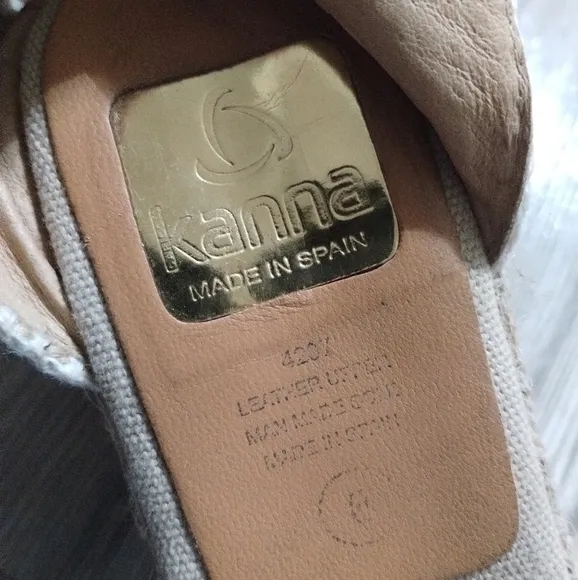 kanna
MADE IN SPAIN
LEATHER UPPER
MAN MADE SOLE
MADE IN SPAIN